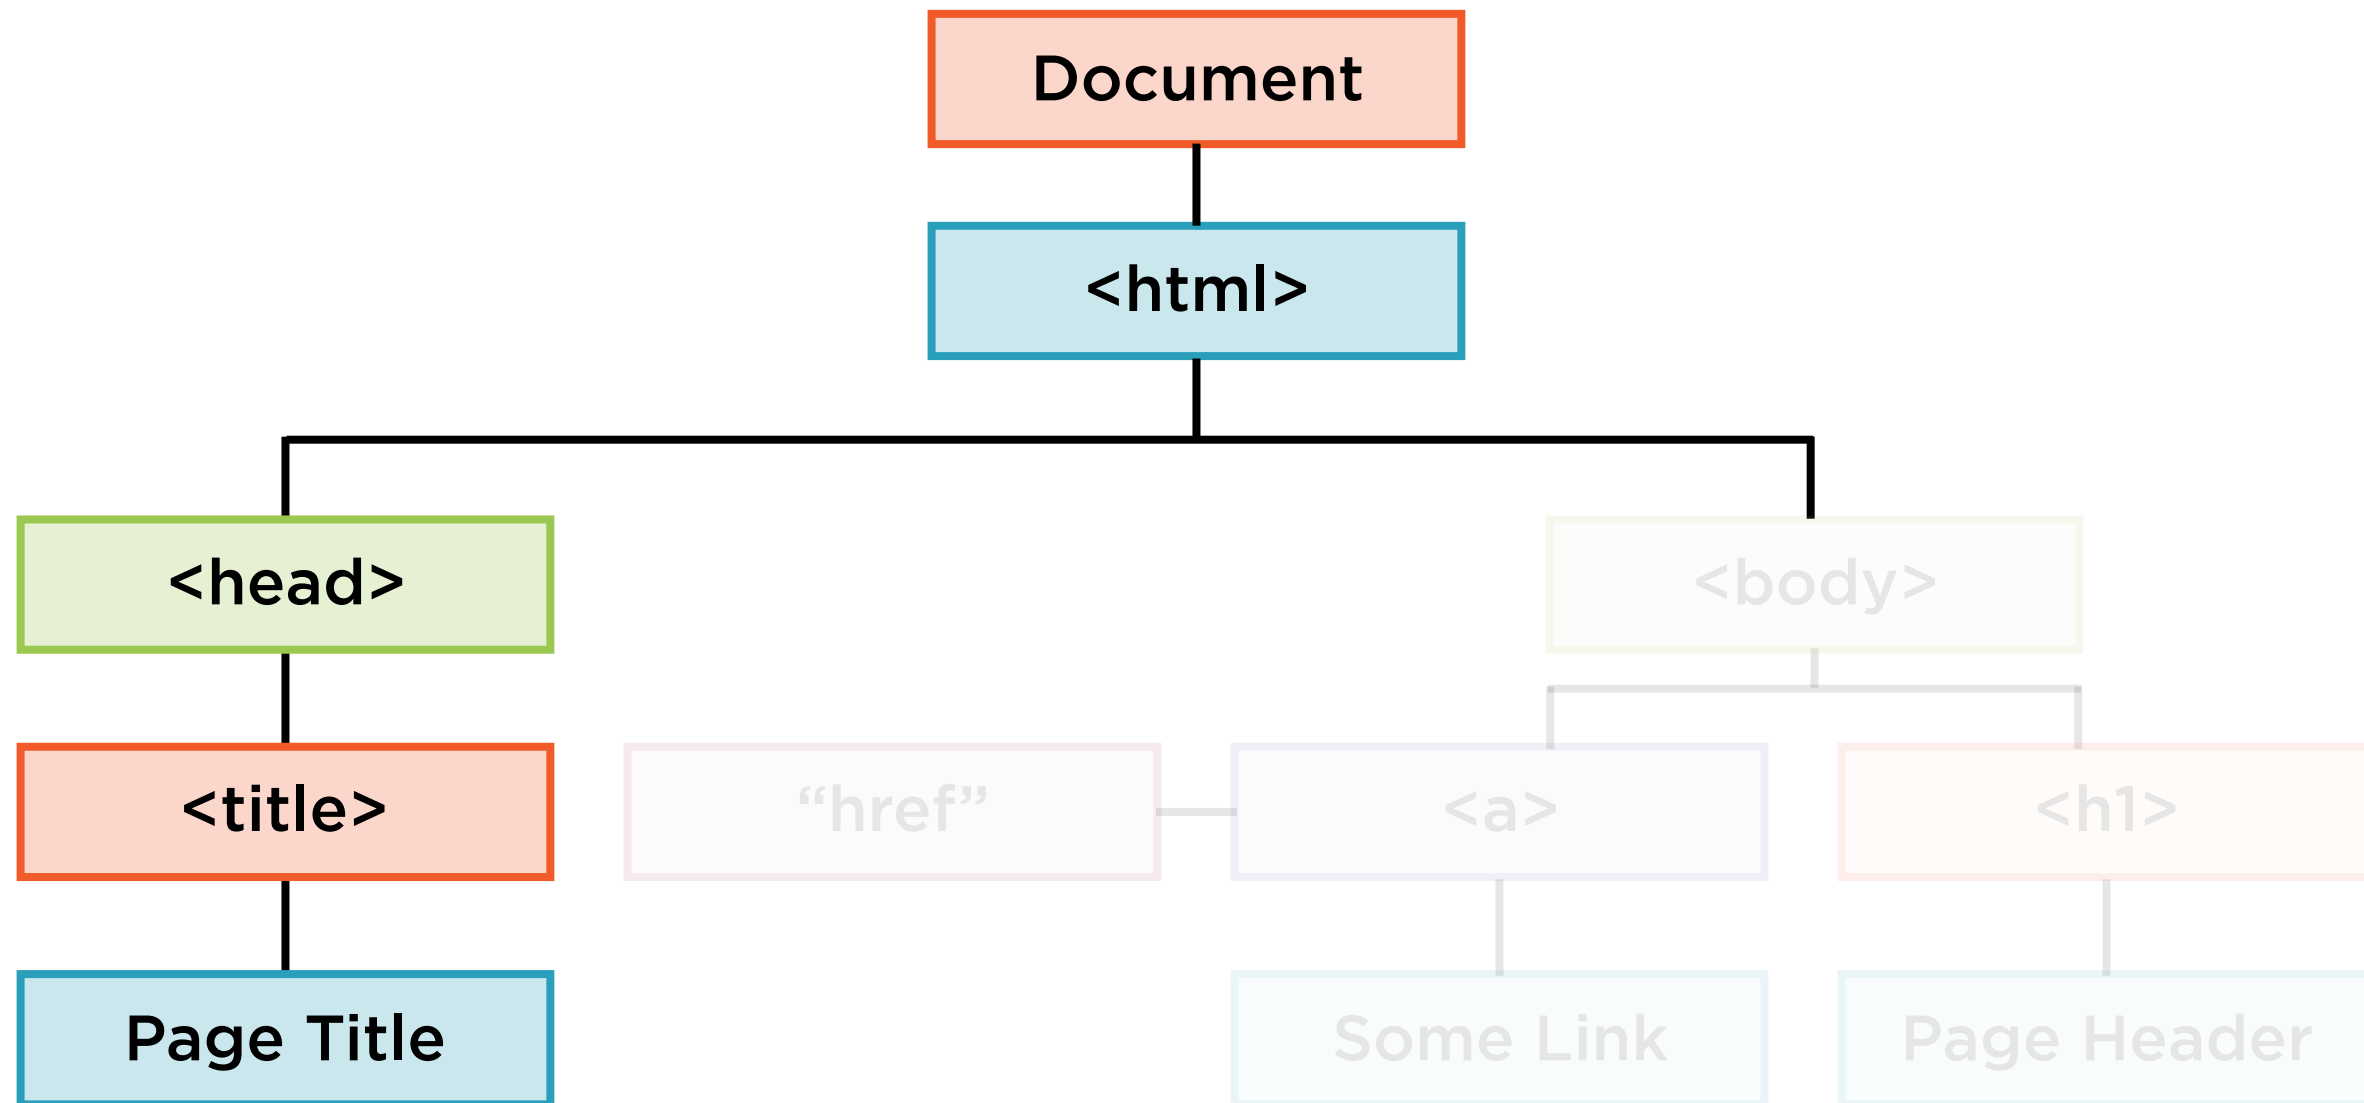 Document
<html>
<head>
<body>
<title>
“href”
<a>
<h1>
Page Title
Some Link
Page Header